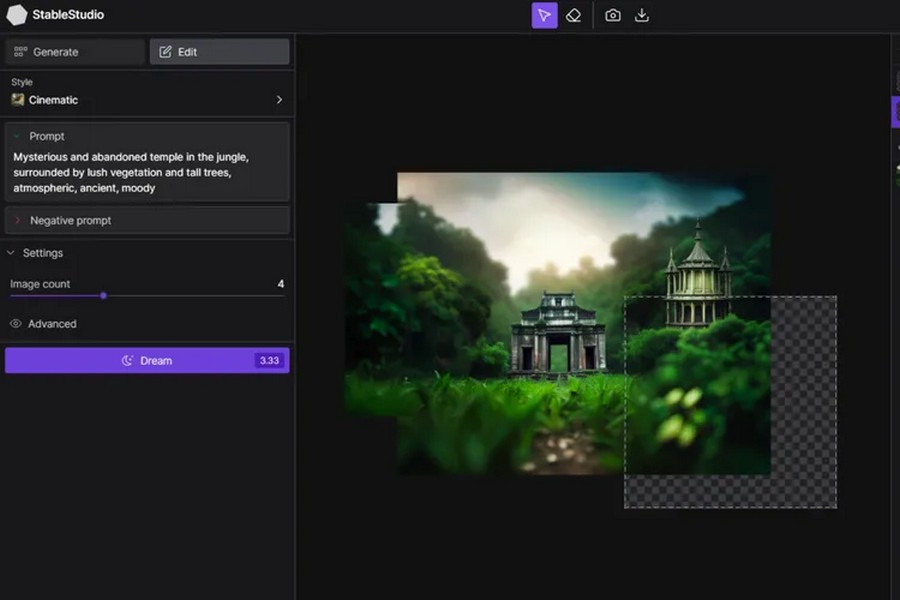 StableStudio
Generate
Edit
Style
Cinematic
Prompt
Mysterious and abandoned temple in the jungle,
surrounded by lush vegetation and tall trees,
atmospheric, ancient, moody
Negative prompt
Settings
Image count
4
Advanced
Dream
3.33